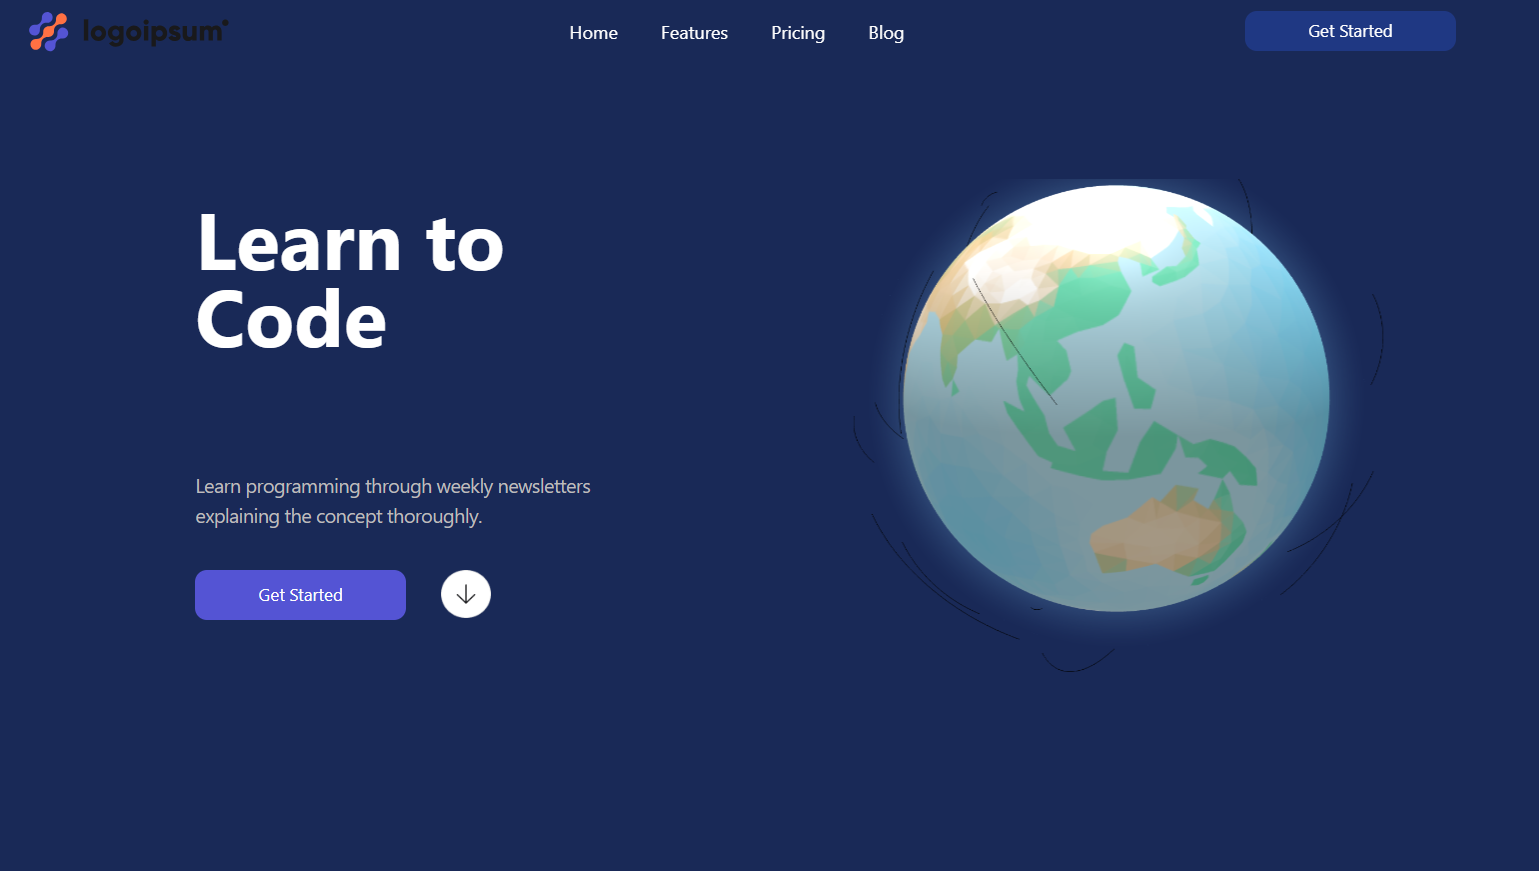 logoipsum
Home
Features
Pricing
Blog
Get Started
Learn to
Code
Learn programming through weekly newsletters
explaining the concept thoroughly.
Get Started